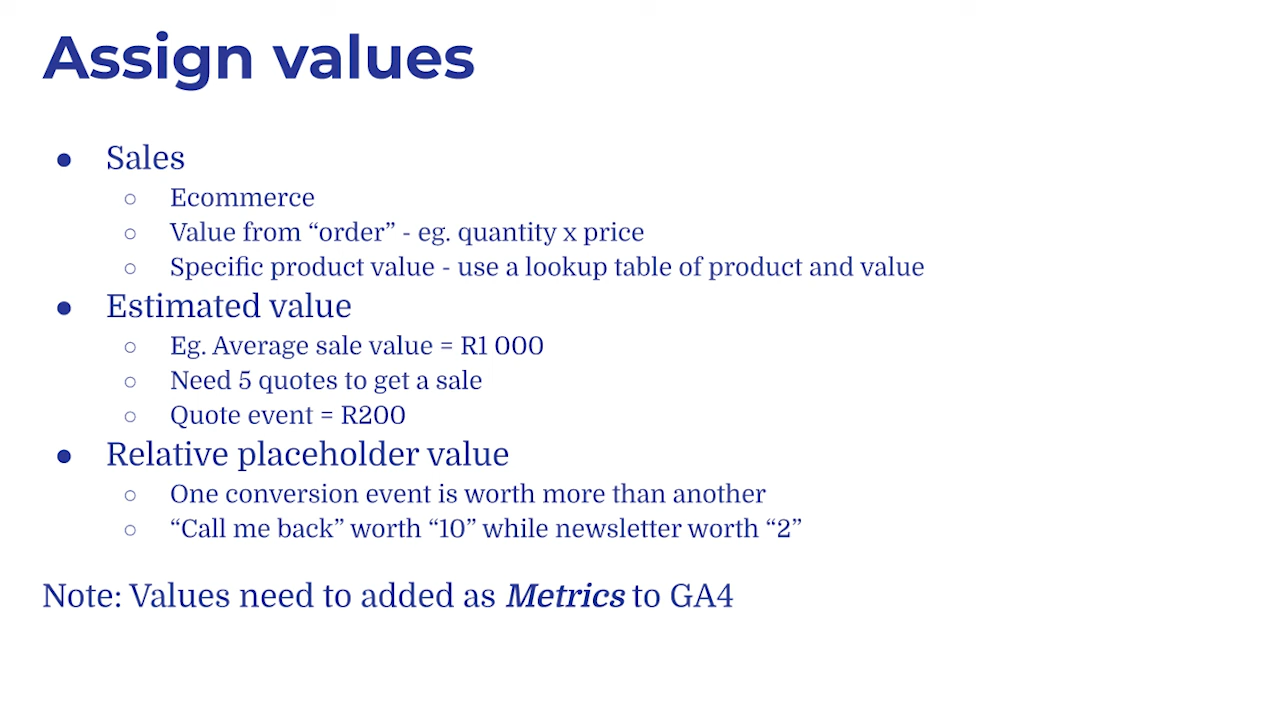 Assign values
● Sales
○ Ecommerce
○ Value from “order” - eg. quantity x price
○ Specific product value - use a lookup table of product and value
● Estimated value
○ Eg. Average sale value = R1 000
○ Need 5 quotes to get a sale
○ Quote event = R200
● Relative placeholder value
○ One conversion event is worth more than another
○ “Call me back” worth “10” while newsletter worth “2”
Note: Values need to added as Metrics to GA4